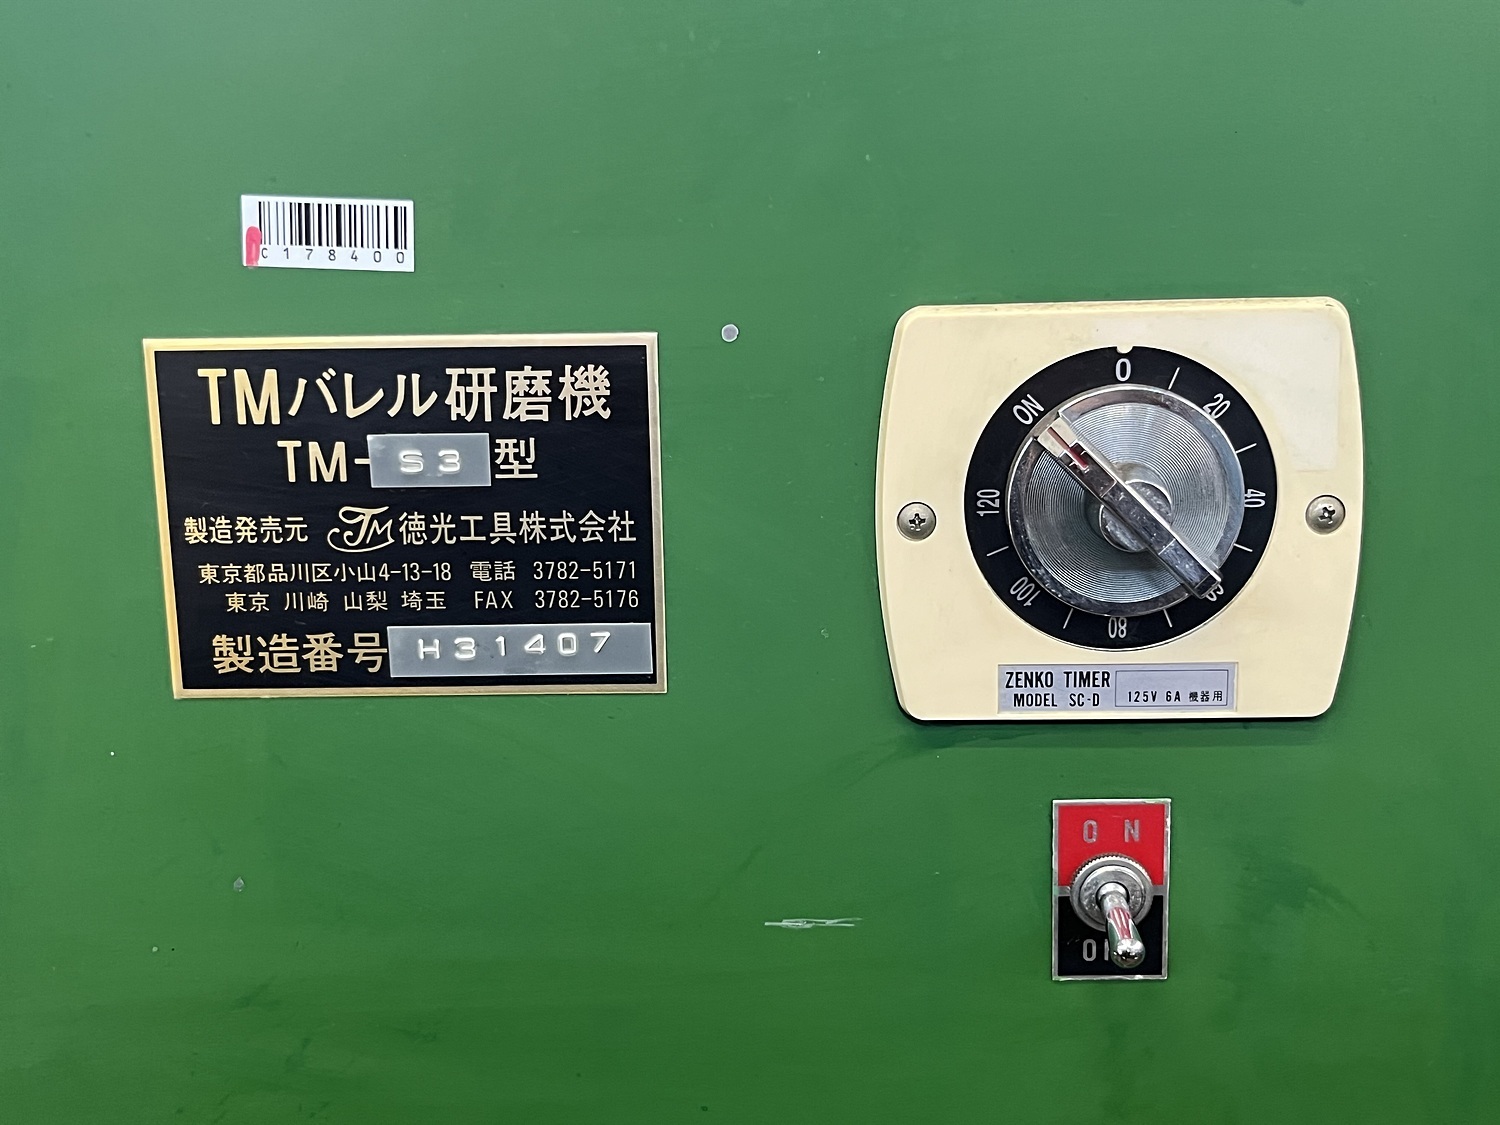 C178400
TMバレル研磨機
TM-S3型
製造発売元 TM徳光工具株式会社
東京都品川区小山4-13-18 電話 3782-5171
東京 川崎 山梨 埼玉 FAX 3782-5176
製造番号 H31407
0
20
40
80
100
120
ON
ZENKO TIMER
MODEL SC-D
125V 6A 機器用
ON